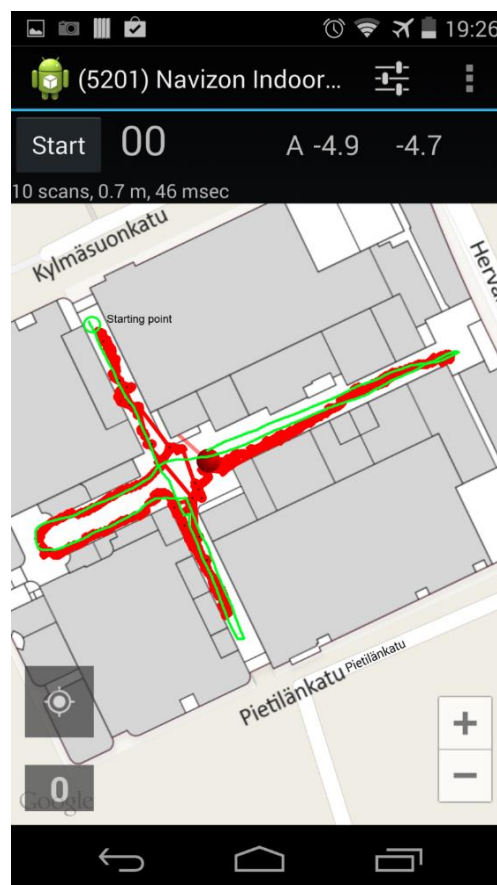 19:26
(5201) Navizon Indoor...
Start 00 A -4.9 -4.7
10 scans, 0.7 m, 46 msec
Kylmäsuonkatu
Herva
Starting point
Pietilänkatu Pietilänkatu
0
Google